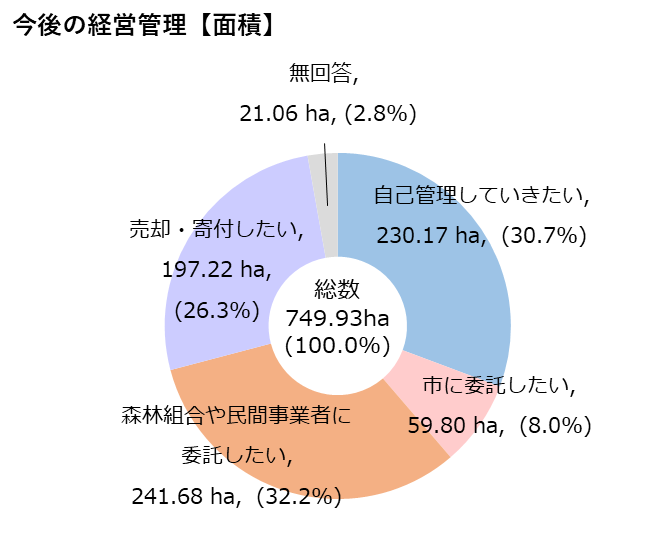 今後の経営管理【面積】
無回答,
21.06 ha, (2.8%)
自己管理していきたい,
230.17 ha, (30.7%)
市に委託したい,
59.80 ha, (8.0%)
森林組合や民間事業者に
委託したい,
241.68 ha, (32.2%)
売却・寄付したい,
197.22 ha,
(26.3%)
総数
749.93ha
(100.0%)